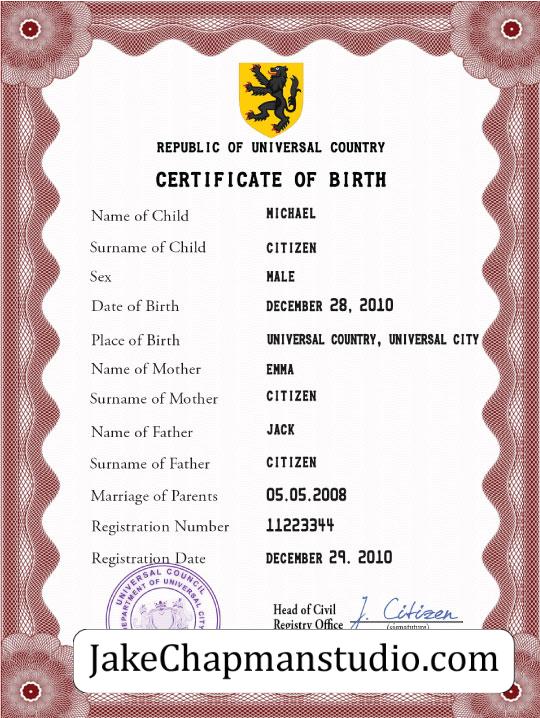 REPUBLIC OF UNIVERSAL COUNTRY
CERTIFICATE OF BIRTH
Name of Child MICHAEL
Surname of Child CITIZEN
Sex MALE
Date of Birth DECEMBER 28, 2010
Place of Birth UNIVERSAL COUNTRY, UNIVERSAL CITY
Name of Mother EMMA
Surname of Mother CITIZEN
Name of Father JACK
Surname of Father CITIZEN
Marriage of Parents 05.05.2008
Registration Number 11223344
Registration Date DECEMBER 29. 2010
UNIVERSAL COUNCIL
DEPARTMENT OF UNIVERSAL CITY
Head of Civil J. Citizen
Registry Office
JakeChapmanstudio.com